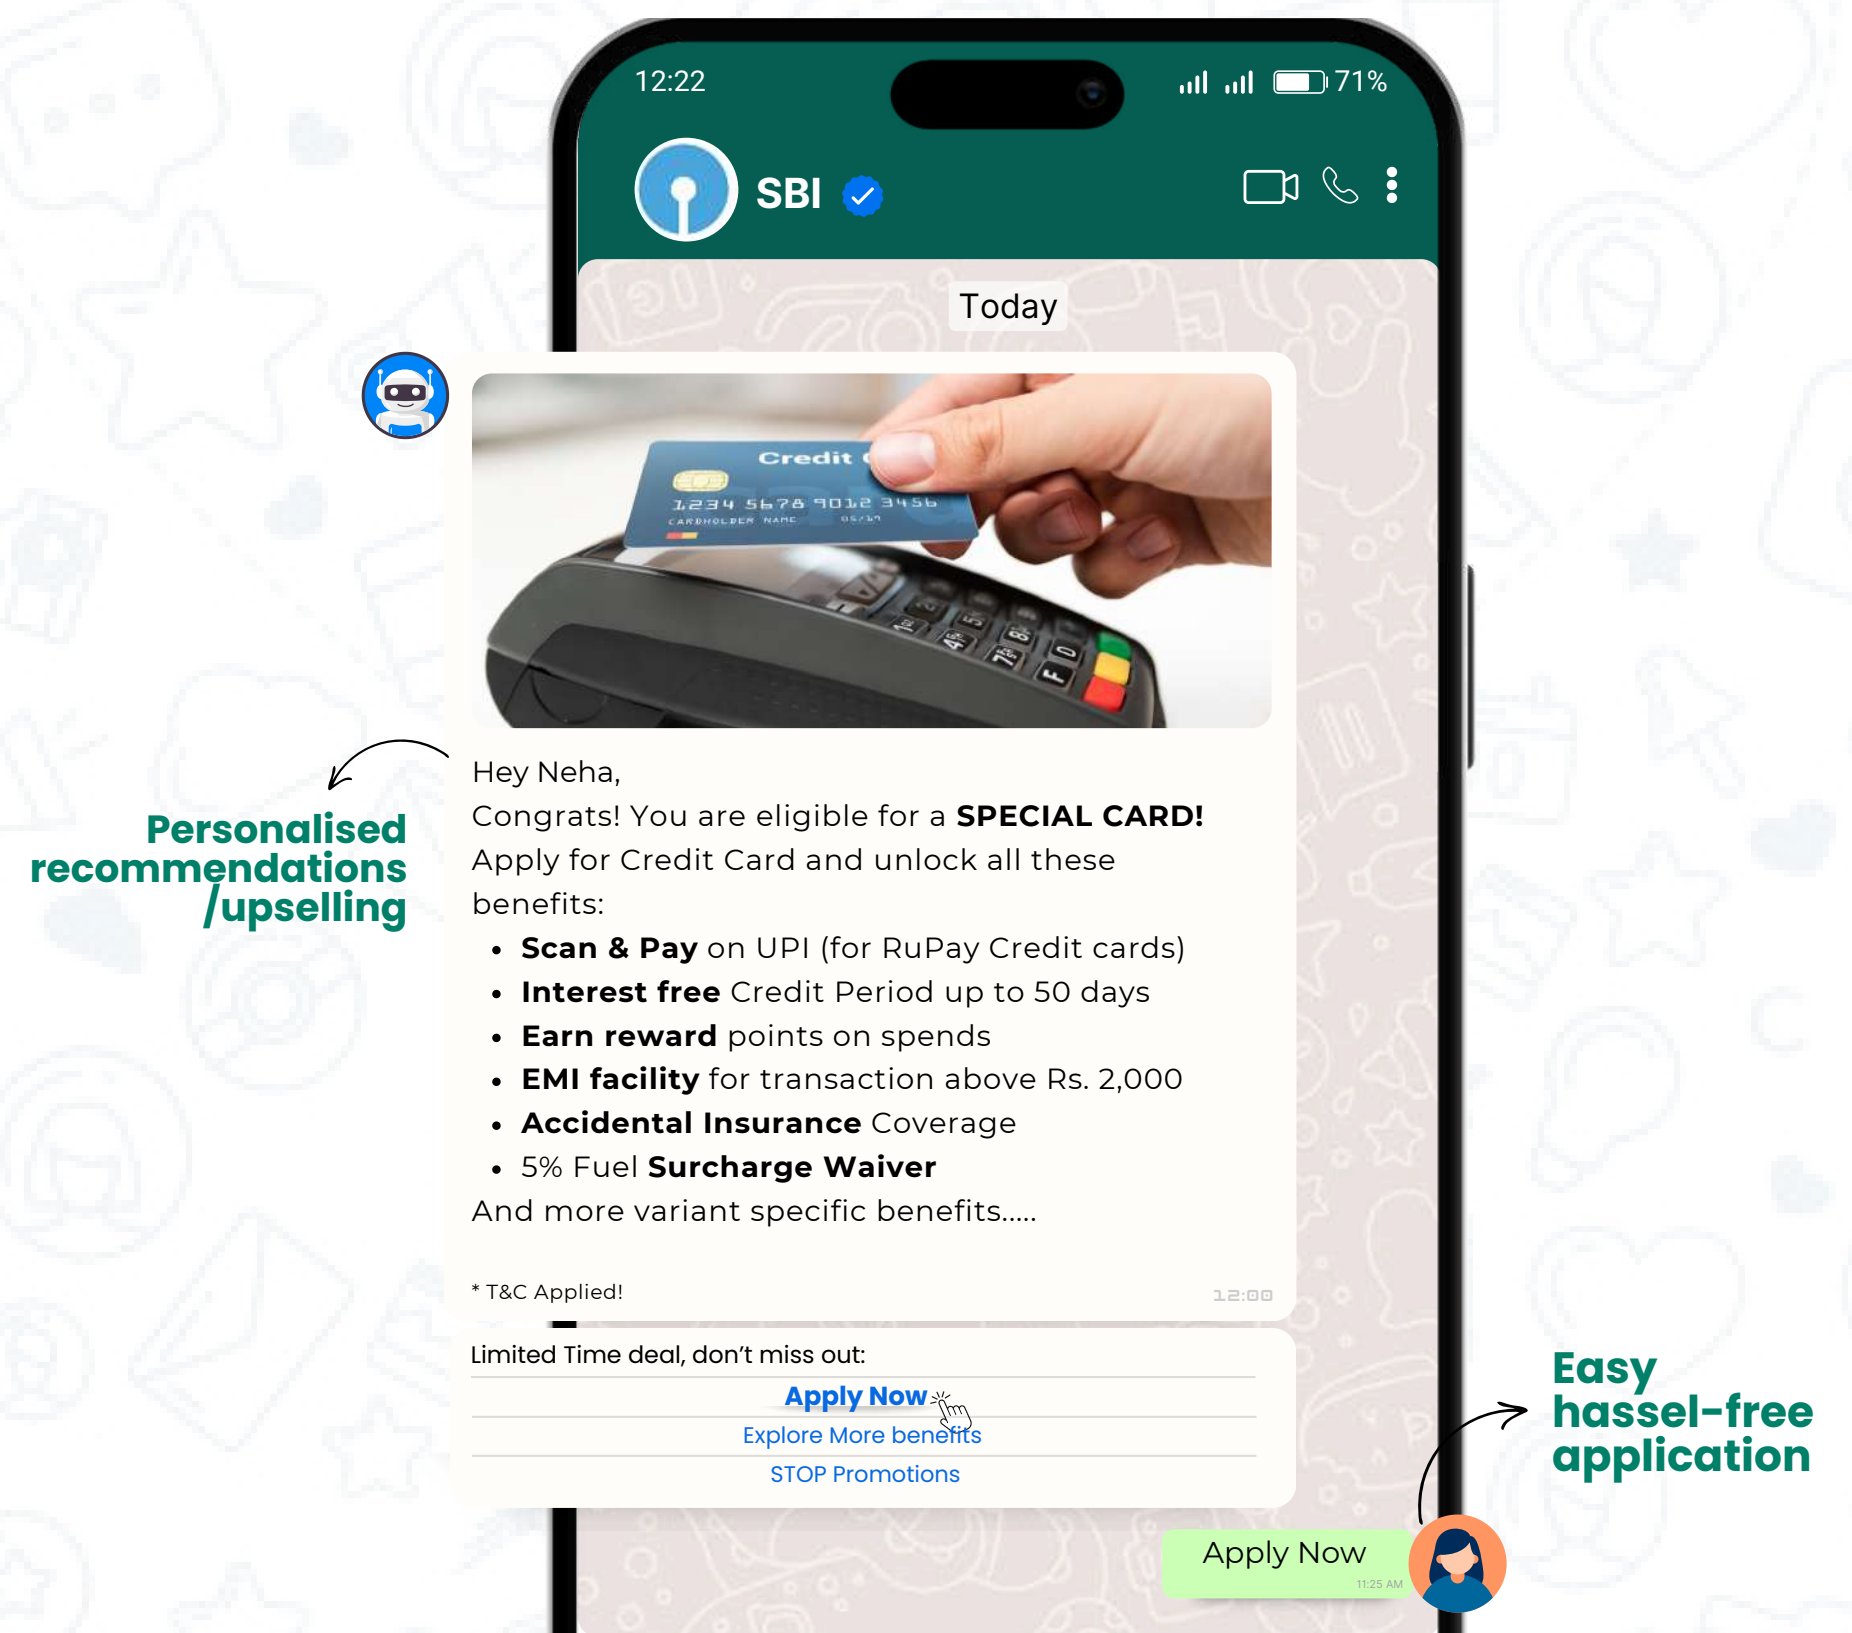 12:22
71%
SBI
Today
Credit
1234 5678 9012 3456
CARDHOLDER NAME 05/19
Hey Neha,
Congrats! You are eligible for a SPECIAL CARD!
Apply for Credit Card and unlock all these
benefits:
• Scan & Pay on UPI (for RuPay Credit cards)
• Interest free Credit Period up to 50 days
• Earn reward points on spends
• EMI facility for transaction above Rs. 2,000
• Accidental Insurance Coverage
• 5% Fuel Surcharge Waiver
And more variant specific benefits.....
* T&C Applied!
12:00
Personalised
recommendations
/upselling
Limited Time deal, don't miss out:
Apply Now
Explore More benefits
STOP Promotions
Easy
hassel-free
application
Apply Now
11:25 AM